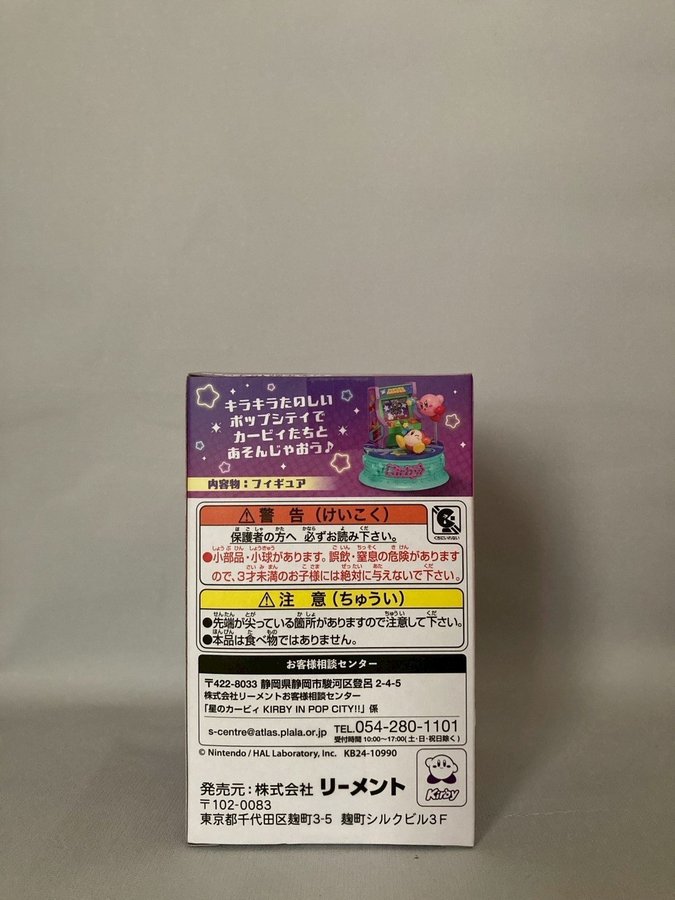 キラキラたのしい
ポップシティで
カービィたちと
あそんじゃおう♪
内容物：フィギュア
⚠警 告（けいこく）
保護者の方へ 必ずお読み下さい。
●小部品・小球があります。誤飲・窒息の危険があります
ので、3才未満のお子様には絶対に与えないで下さい。
⚠注 意（ちゅうい）
●先端が尖っている箇所がありますので注意して下さい。
●本品は食べ物ではありません。
お客様相談センター
〒422-8033 静岡県静岡市駿河区登呂 2-4-5
株式会社リーメントお客様相談センター
「星のカービィ KIRBY IN POP CITY!!」係
s-centre@atlas.plala.or.jp TEL.054-280-1101
受付時間 10:00〜17:00(土・日・祝日除く)
© Nintendo / HAL Laboratory, Inc. KB24-10990
発売元：株式会社 リーメント
Kirby
〒102-0083
東京都千代田区麹町3-5 麹町シルクビル3F